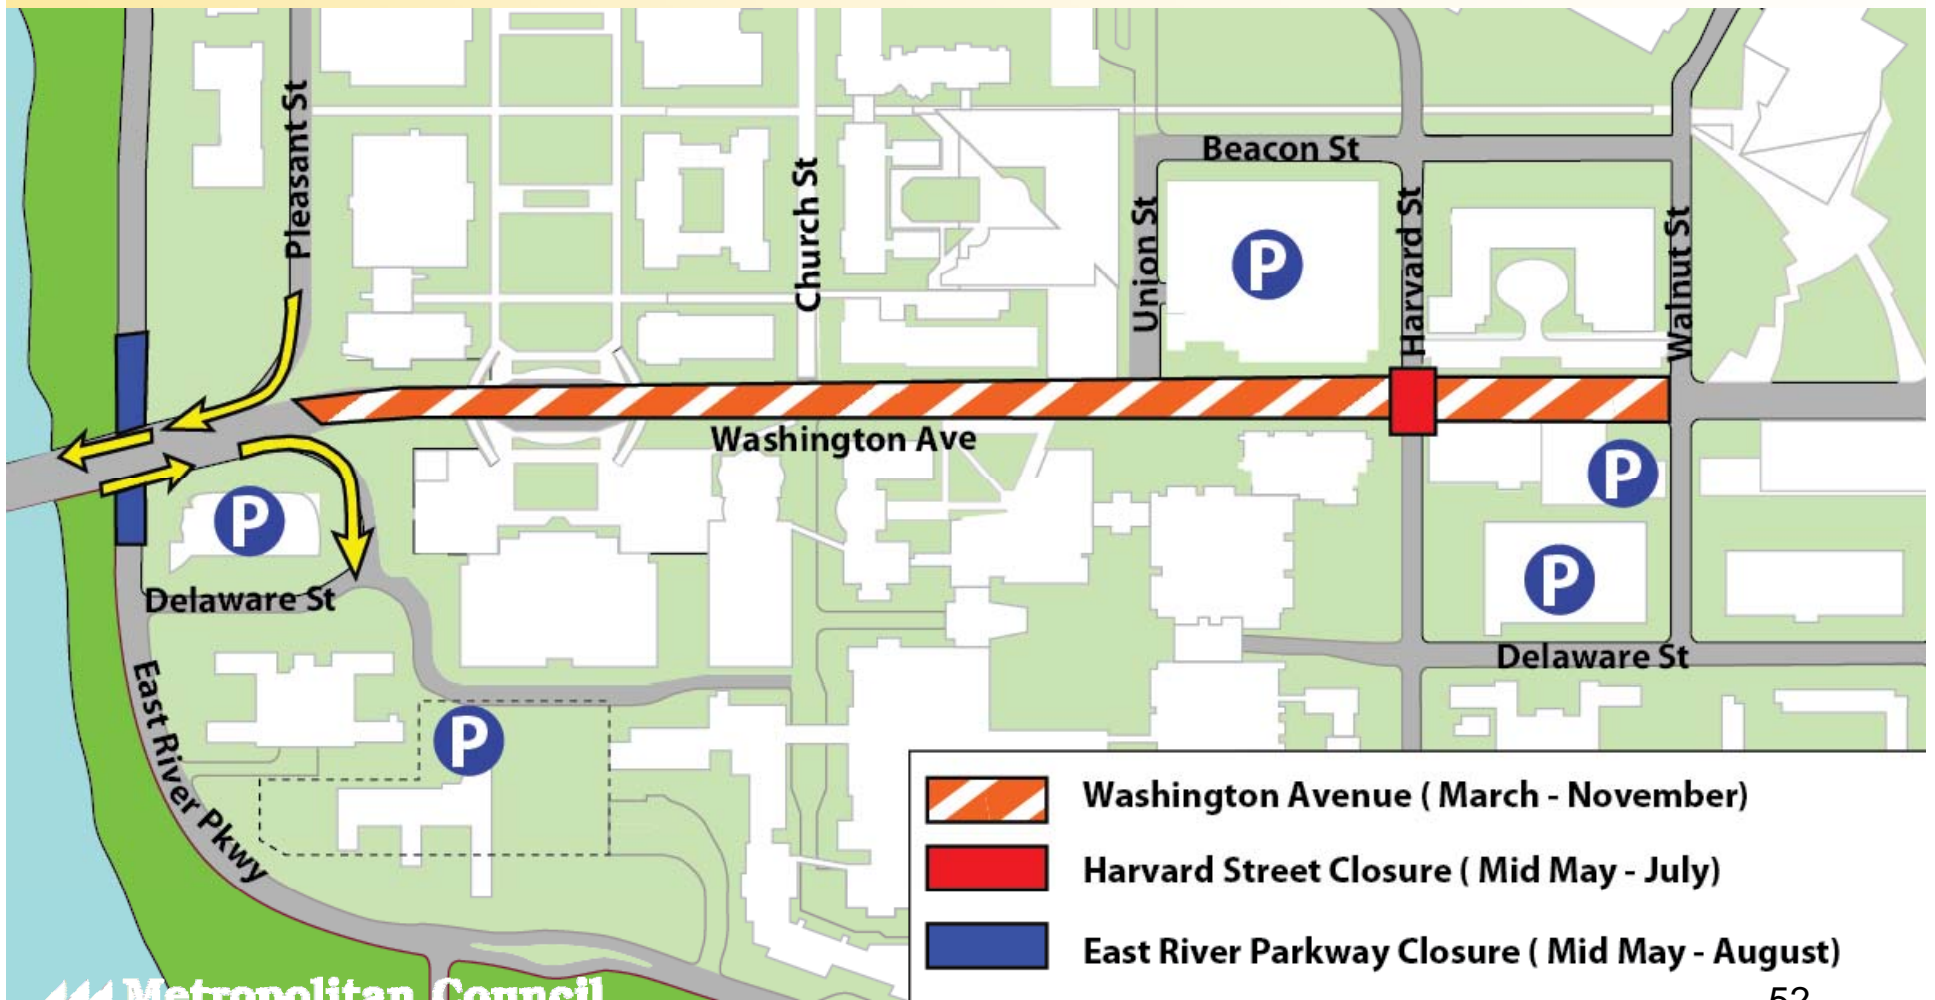 Pleasant St
Church St
Beacon St
Union St
P
Harvard St
Walnut St
Washington Ave
P
P
P
Delaware St
Delaware St
East River Pkwy
P
Washington Avenue ( March - November)
Harvard Street Closure ( Mid May - July)
East River Parkway Closure ( Mid May - August)
Metropolitan Council
52